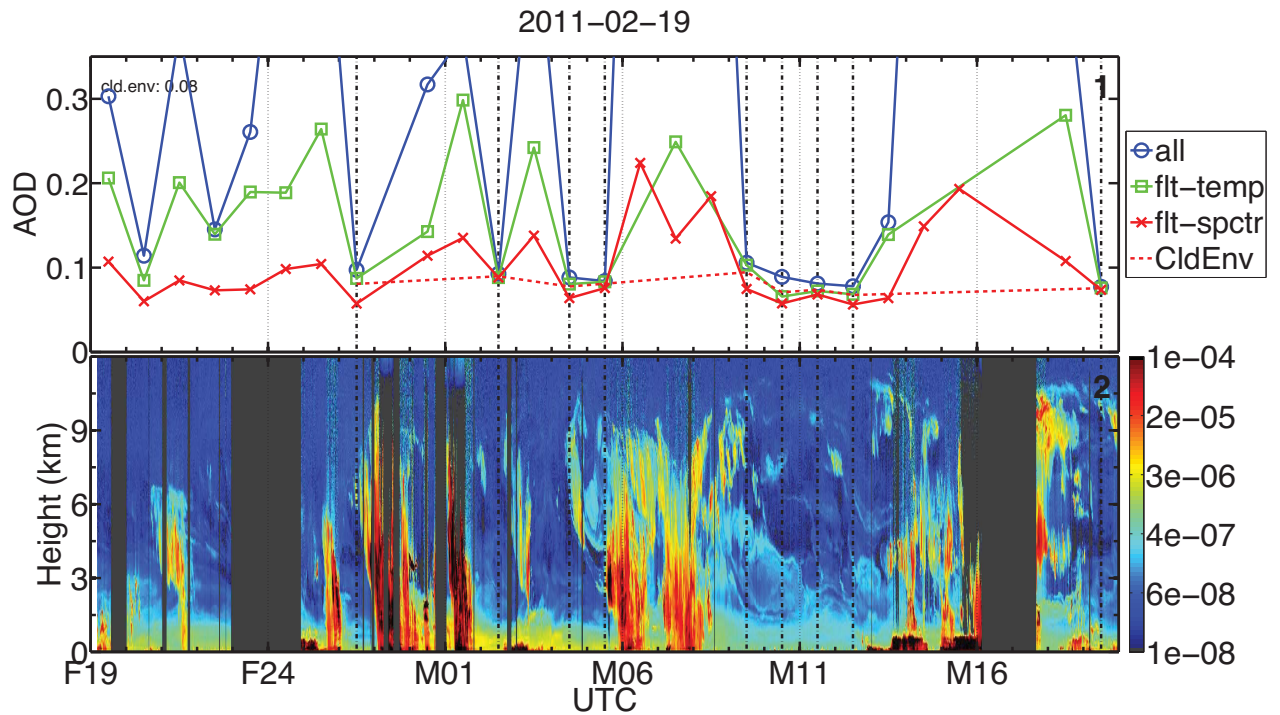 2011−02−19
cld.env: 0.08
1
0.3
0.2
0.1
0
AOD
all
flt−temp
flt−spctr
CldEnv
2
9
6
3
0
Height (km)
1e−04
2e−05
3e−06
4e−07
6e−08
1e−08
F19
F24
M01
M06
M11
M16
UTC